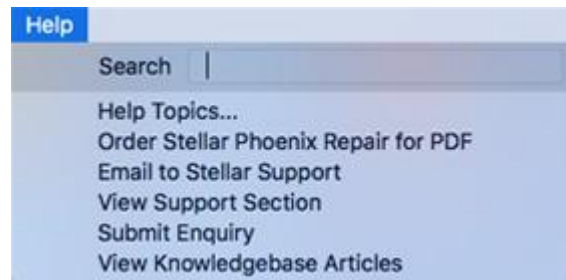 Help
Search
Help Topics...
Order Stellar Phoenix Repair for PDF
Email to Stellar Support
View Support Section
Submit Enquiry
View Knowledgebase Articles